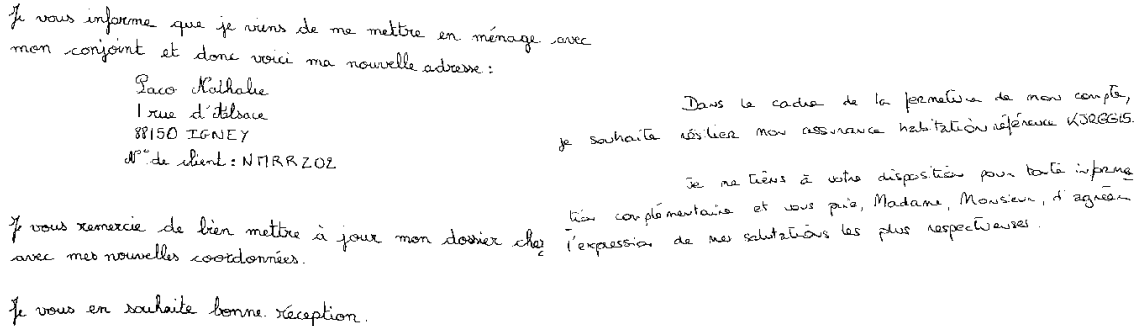 Je vous informe que je viens de me mettre en ménage avec
mon conjoint et donc voici ma nouvelle adresse :
Paco Nathalie
1 rue d'Alsace
88150 IGNEY
N° de client : NMRRZ02
Je vous remercie de bien mettre à jour mon dossier chez
avec mes nouvelles coordonnées.
Je vous en souhaite bonne réception.
Dans le cadre de la fermeture de mon compte,
je souhaite résilier mon assurance habitation référence KJRGG15.
Je me tiens à votre disposition pour toute informa
tion complémentaire et vous prie, Madame, Monsieur, d'agréer
l'expression de mes salutations les plus respectueuses.